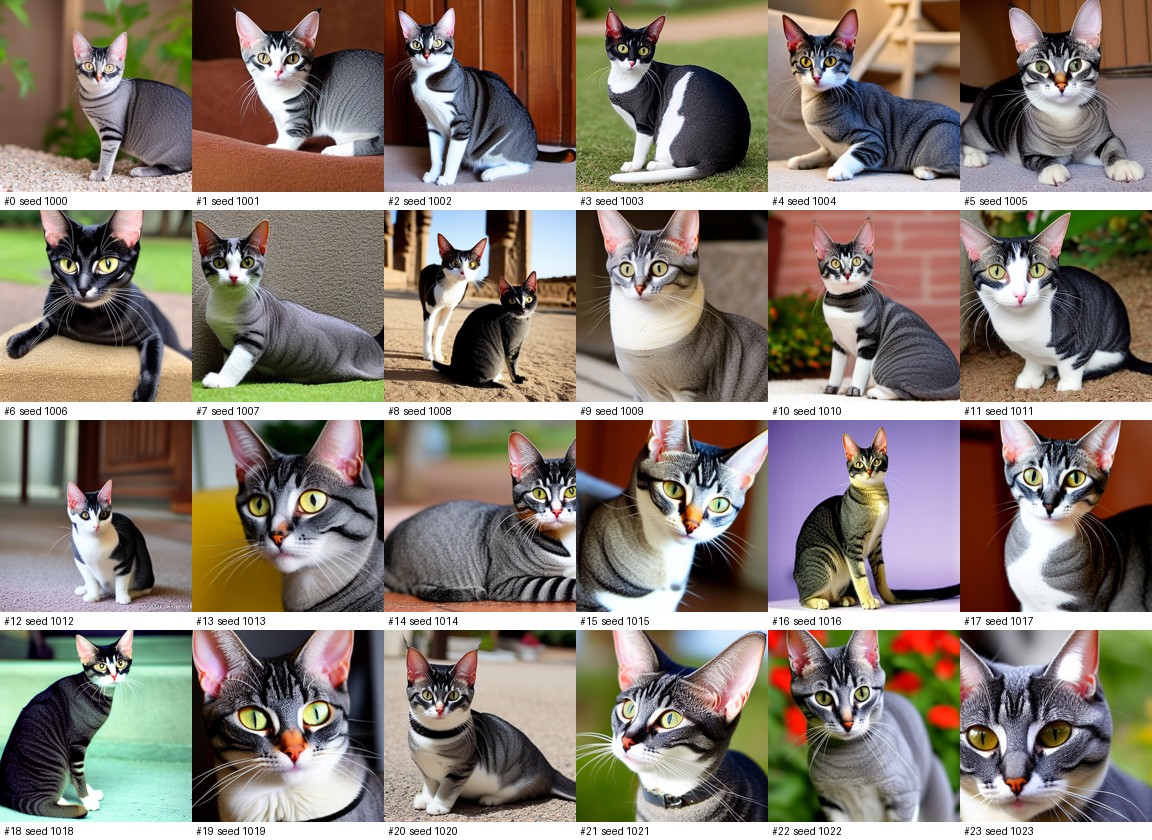 #0 seed 1000
#1 seed 1001
#2 seed 1002
#3 seed 1003
#4 seed 1004
#5 seed 1005
#6 seed 1006
#7 seed 1007
#8 seed 1008
#9 seed 1009
#10 seed 1010
#11 seed 1011
#12 seed 1012
#13 seed 1013
#14 seed 1014
#15 seed 1015
#16 seed 1016
#17 seed 1017
#18 seed 1018
#19 seed 1019
#20 seed 1020
#21 seed 1021
#22 seed 1022
#23 seed 1023